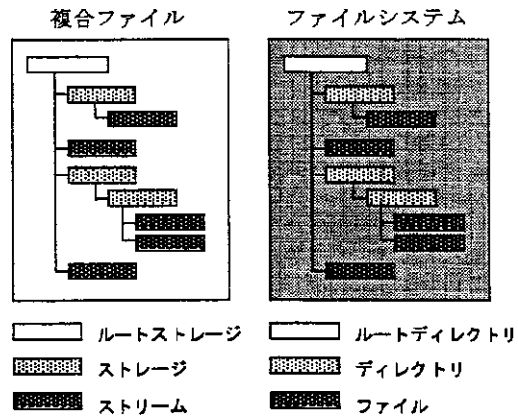 複合ファイル
ファイルシステム
ルートストレージ
ルートディレクトリ
ストレージ
ディレクトリ
ストリーム
ファイル